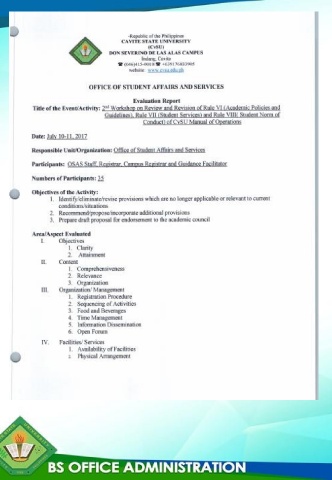 Republic of the Philippines
CAVITE STATE UNIVERSITY
(CvSU)
DON SEVERINO DE LAS ALAS CAMPUS
Indang, Cavite
website: www.cvsu.edu.ph
OFFICE OF STUDENT AFFAIRS AND SERVICES
Evaluation Report
Title of the Event/Activity: 2nd Workshop on Review and Revision of Rule VI (Academic Policies and
Guidelines), Rule VII (Student Services) and Rule VIII Student Norm of
Conduct) of CvSU Manual of Operations
Date: July 10-11, 2017
Responsible Unit/Organization: Office of Student Affairs and Services
Participants: OSAS Staff, Registrar, Campus Registrar and Guidance Facilitator
Numbers of Participants: 25
Objectives of the Activity:
1. Identify/eliminate/revise provisions which are no longer applicable or relevant to current
conditions/situations
2. Recommend/propose/incorporate additional provisions
3. Prepare draft proposal for endorsement to the academic council
Area/Aspect Evaluated
I. Objectives
1. Clarity
2. Attainment
II. Content
1. Comprehensiveness
2. Relevance
3. Organization
III. Organization/ Management
1. Registration Procedure
2. Sequencing of Activities
3. Food and Beverages
4. Time Management
5. Information Dissemination
6. Open Forum
IV. Facilities/ Services
1. Availability of Facilities
2. Physical Arrangement
BS OFFICE ADMINISTRATION